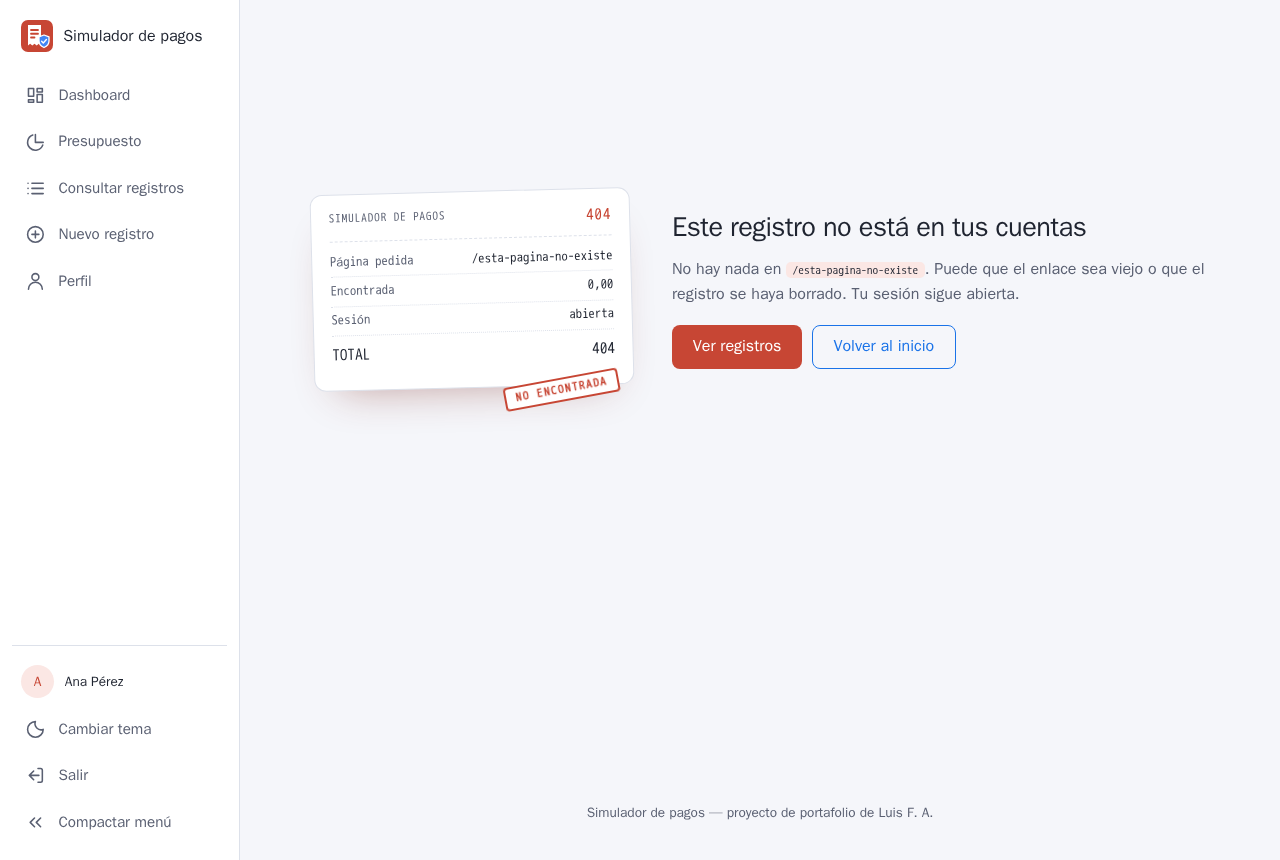 Simulador de pagos
Dashboard
Presupuesto
Consultar registros
Nuevo registro
Perfil
A
Ana Pérez
Cambiar tema
Salir
Compactar menú
SIMULADOR DE PAGOS 404
Página pedida /esta-pagina-no-existe
Encontrada 0,00
Sesión abierta
TOTAL 404
NO ENCONTRADA
Este registro no está en tus cuentas
No hay nada en /esta-pagina-no-existe. Puede que el enlace sea viejo o que el
registro se haya borrado. Tu sesión sigue abierta.
Ver registros
Volver al inicio
Simulador de pagos — proyecto de portafolio de Luis F. A.